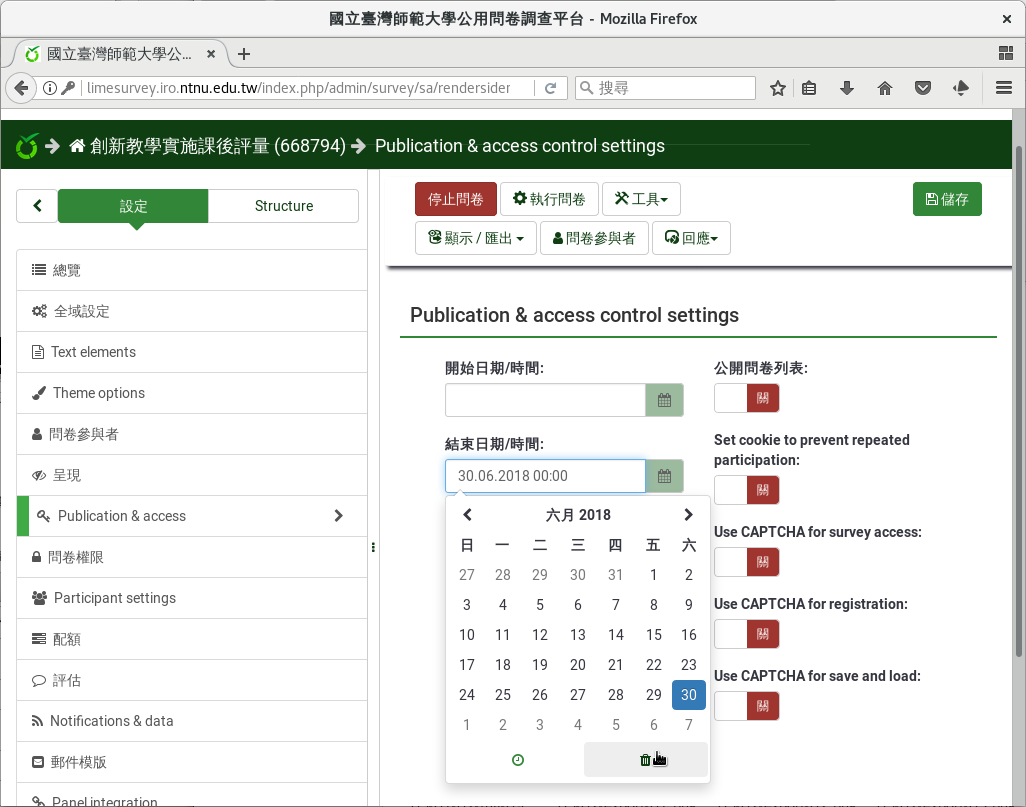 國立臺灣師範大學公用問卷調查平台 - Mozilla Firefox
國立臺灣師範大學公...
limesurvey.iro.ntnu.edu.tw/index.php/admin/survey/sa/rendersider
搜尋
創新教學實施課後評量 (668794)
Publication & access control settings
設定
Structure
停止問卷
執行問卷
工具
儲存
顯示 / 匯出
問卷參與者
回應
總覽
全域設定
Text elements
Theme options
問卷參與者
呈現
Publication & access
問卷權限
Participant settings
配額
評估
Notifications & data
郵件模版
Panel integration
Publication & access control settings
開始日期/時間:
結束日期/時間:
30.06.2018 00:00
六月 2018
日 一 二 三 四 五 六
27 28 29 30 31 1 2
3 4 5 6 7 8 9
10 11 12 13 14 15 16
17 18 19 20 21 22 23
24 25 26 27 28 29 30
1 2 3 4 5 6 7
公開問卷列表:
關
Set cookie to prevent repeated
participation:
關
Use CAPTCHA for survey access:
關
Use CAPTCHA for registration:
關
Use CAPTCHA for save and load:
關